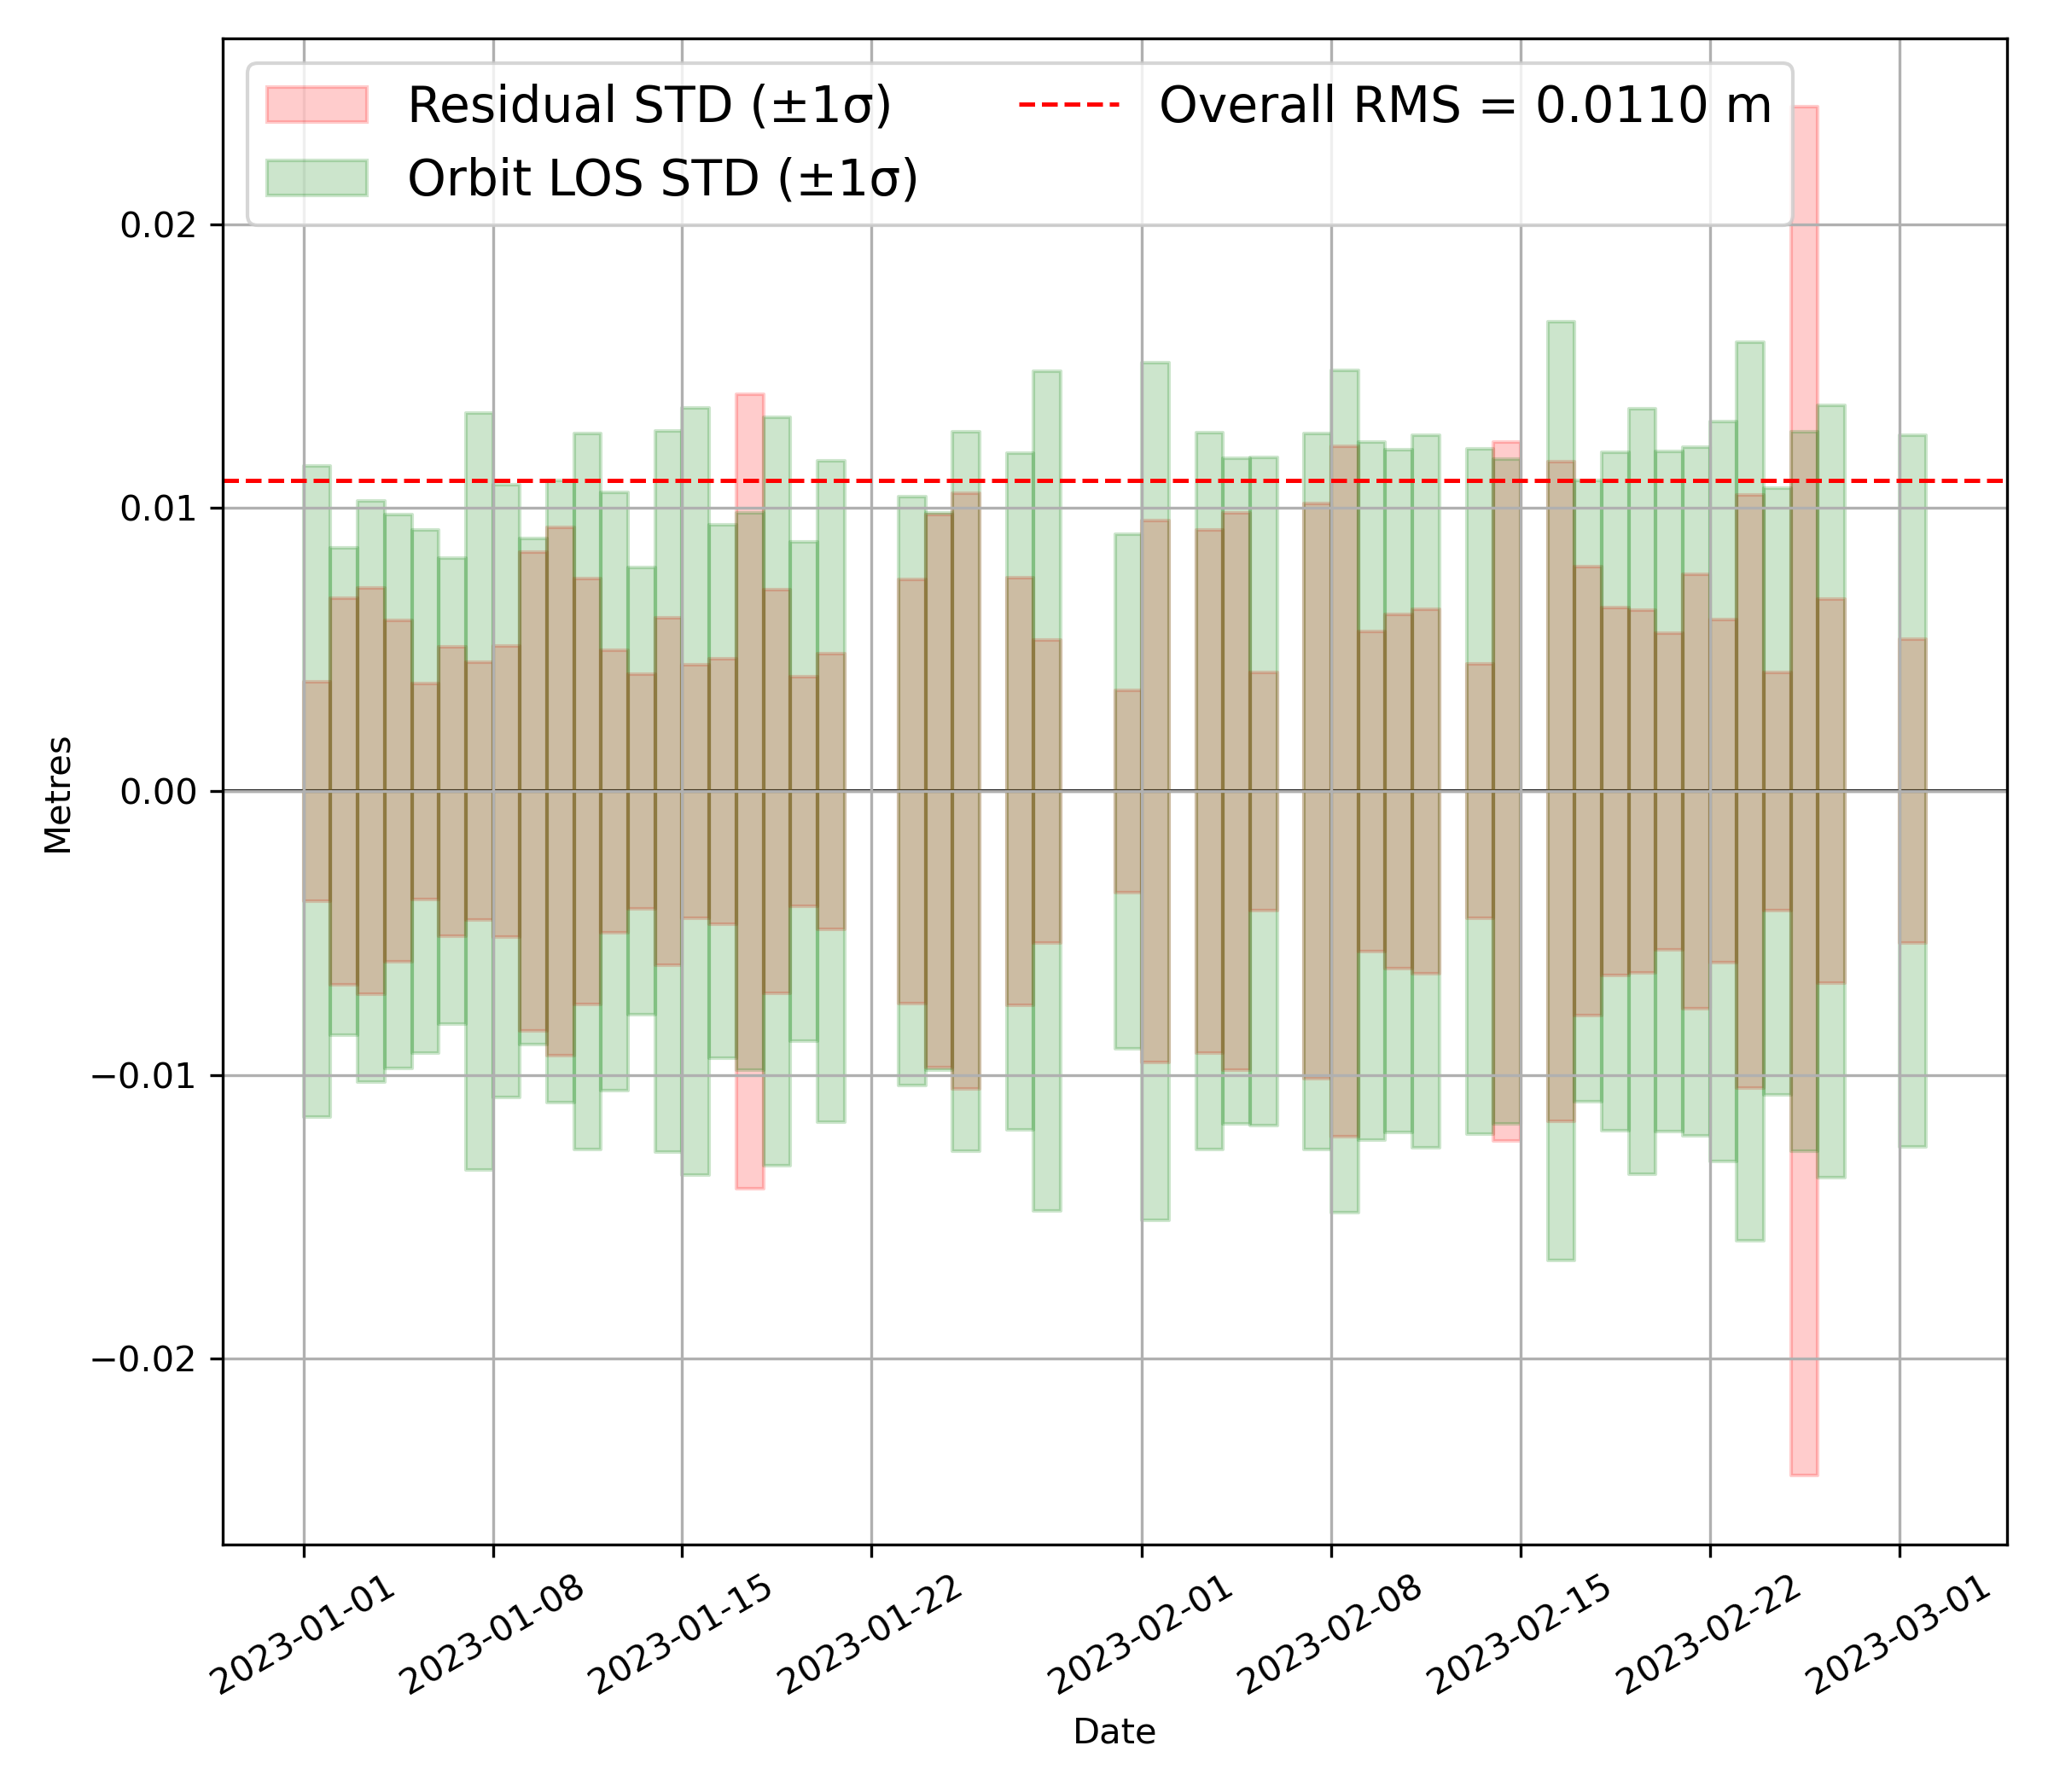 Residual STD (±1σ)
Orbit LOS STD (±1σ)
Overall RMS = 0.0110 m
0.02
0.01
0.00
−0.01
−0.02
Metres
2023-01-01
2023-01-08
2023-01-15
2023-01-22
2023-02-01
2023-02-08
2023-02-15
2023-02-22
2023-03-01
Date